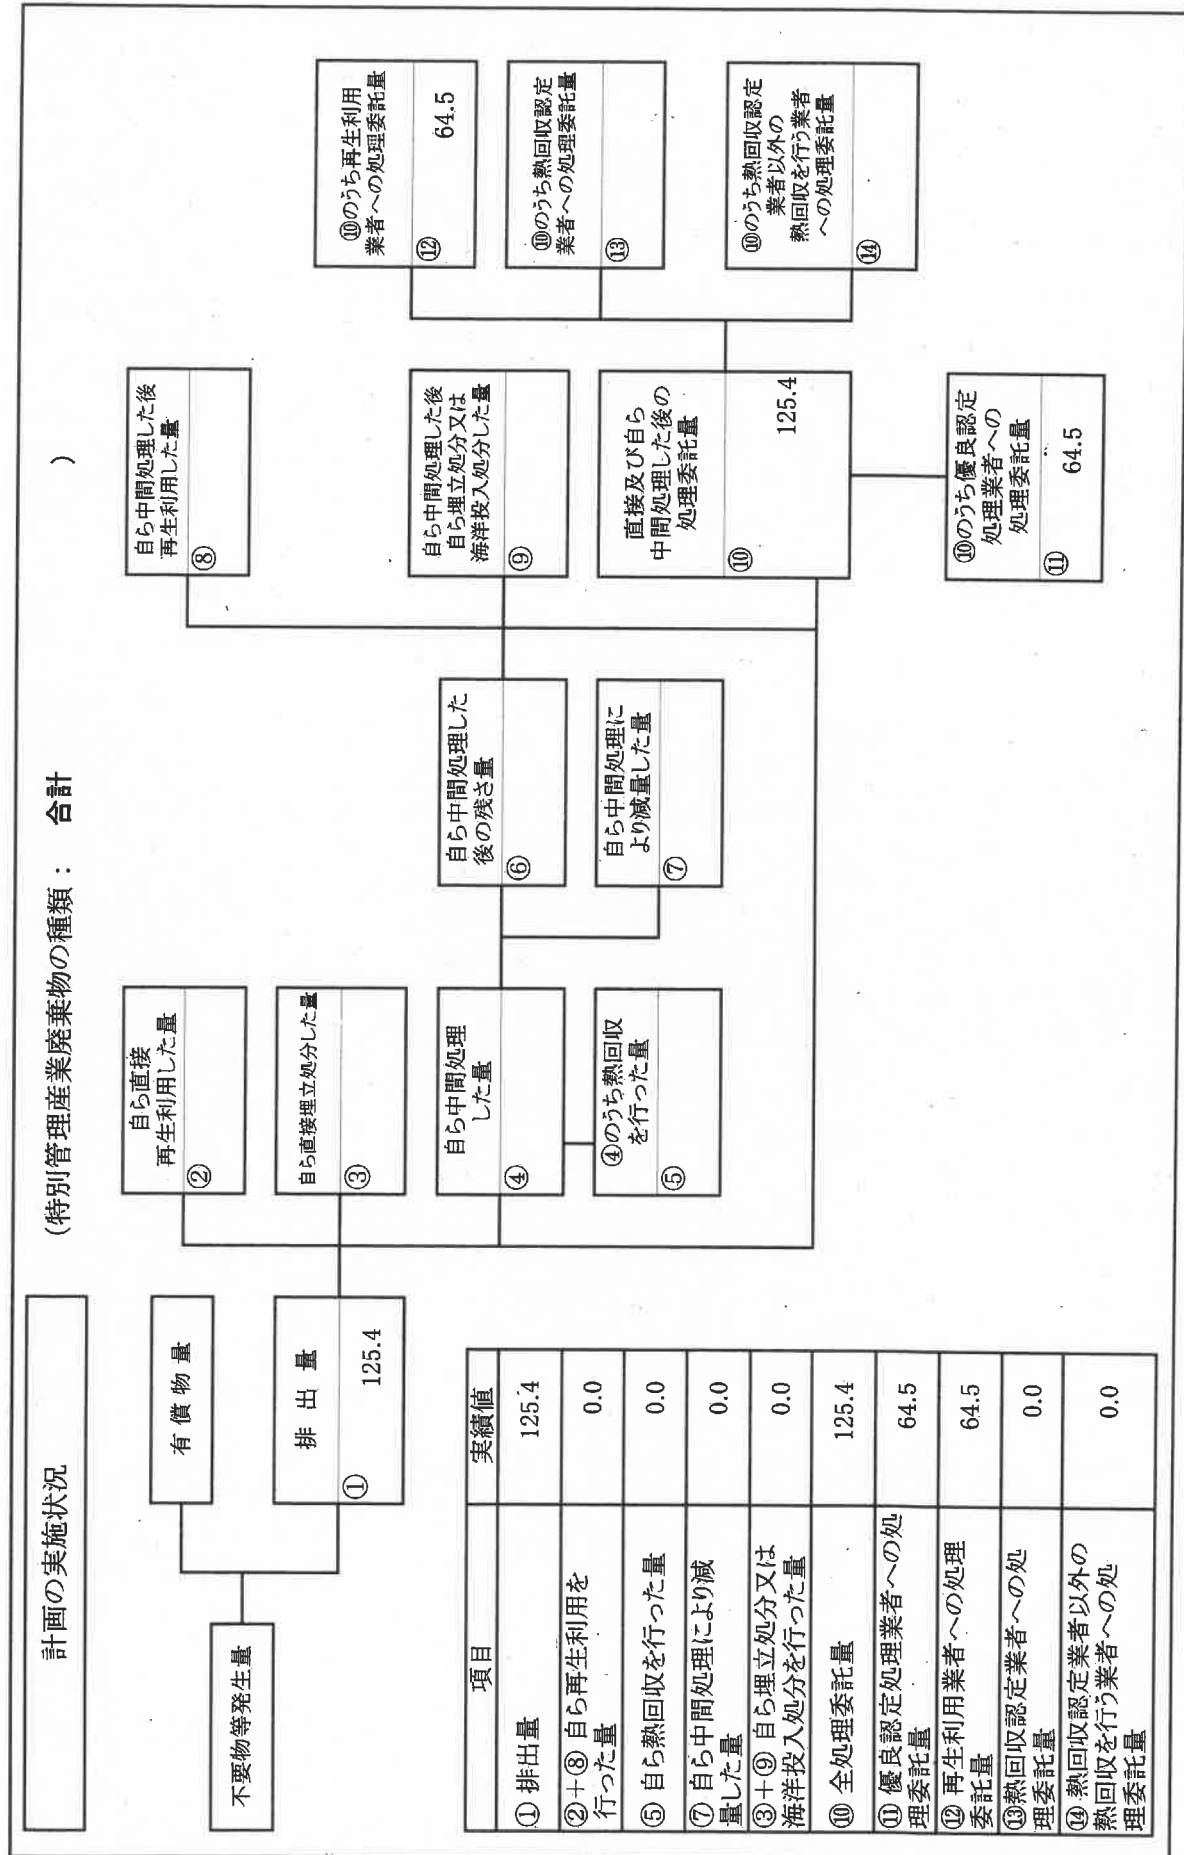 計画の実施状況
(特別管理産業廃棄物の種類： 合計 )
不要物等発生量
有償物量
排出量
①
125.4
自ら直接
再生利用した量
②
自ら直接埋立処分した量
③
自ら中間処理
した量
④
④のうち熱回収
を行った量
⑤
自ら中間処理した
後の残さ量
⑥
自ら中間処理に
より減量した量
⑦
自ら中間処理した後
再生利用した量
⑧
自ら中間処理した後
自ら埋立処分又は
海洋投入処分した量
⑨
直接及び自ら
中間処理した後の
処理委託量
⑩
125.4
⑩のうち優良認定
処理業者への
処理委託量
⑪
64.5
⑩のうち再生利用
業者への処理委託量
⑫
64.5
⑩のうち熱回収認定
業者への処理委託量
⑬
⑩のうち熱回収認定
業者以外の
熱回収を行う業者
への処理委託量
⑭
項目 実績値
①排出量 125.4
②+⑧ 自ら再生利用を
行った量 0.0
⑤ 自ら熱回収を行った量 0.0
⑦ 自ら中間処理により減
量した量 0.0
③+⑨ 自ら埋立処分又は
海洋投入処分を行った量 0.0
⑩ 全処理委託量 125.4
⑪ 優良認定処理業者への処
理委託量 64.5
⑫ 再生利用業者への処理
委託量 64.5
⑬熱回収認定業者への処
理委託量 0.0
⑭ 熱回収認定業者以外の
熱回収を行う業者への処
理委託量 0.0